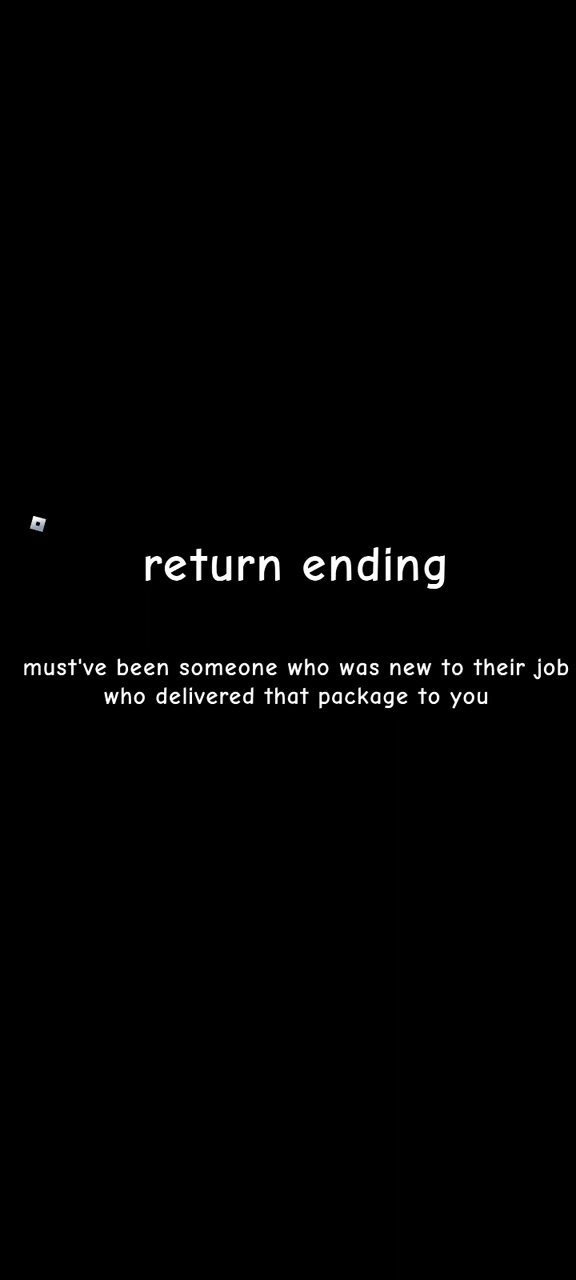 return ending
must've been someone who was new to their job
who delivered that package to you